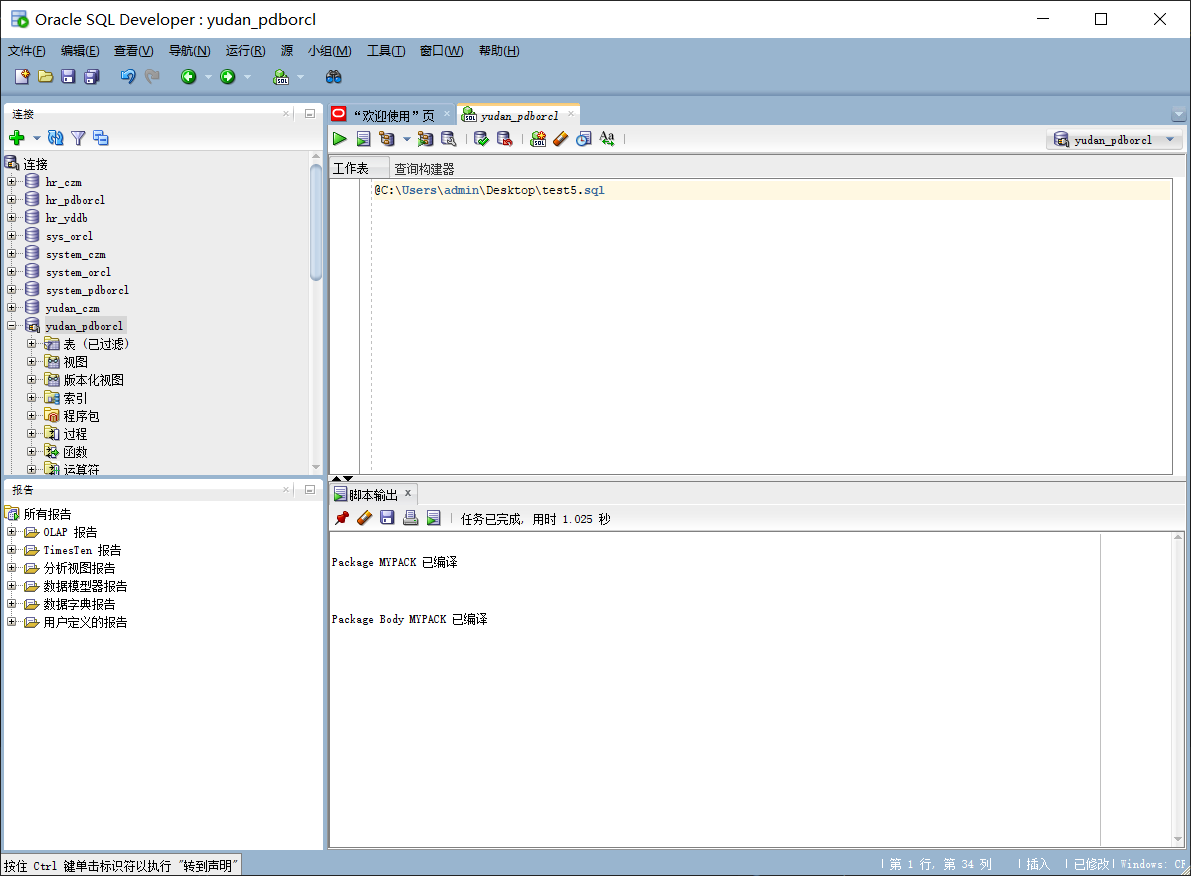 Oracle SQL Developer : yudan_pdborcl
文件(F) 编辑(E) 查看(V) 导航(N) 运行(R) 源 小组(M) 工具(T) 窗口(W) 帮助(H)
连接
连接
hr_czm
hr_pdborcl
hr_yddb
sys_orcl
system_czm
system_orcl
system_pdborcl
yudan_czm
yudan_pdborcl
表 (已过滤)
视图
版本化视图
索引
程序包
过程
函数
运算符
报告
所有报告
OLAP 报告
TimesTen 报告
分析视图报告
数据模型器报告
数据字典报告
用户定义的报告
“欢迎使用”页 yudan_pdborcl
yudan_pdborcl
工作表 查询构建器
@C:\Users\admin\Desktop\test5.sql
脚本输出
任务已完成, 用时 1.025 秒
Package MYPACK 已编译
Package Body MYPACK 已编译
按住 Ctrl 键单击标识符以执行 "转到声明"
第 1 行, 第 34 列 插入 已修改 Windows: CR